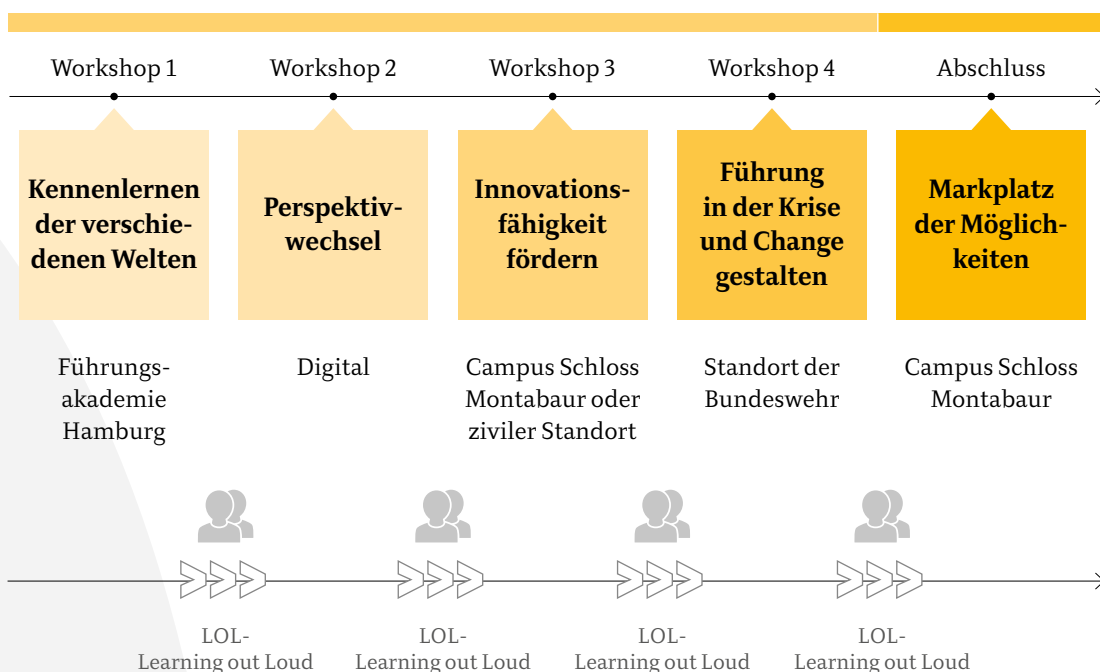 Workshop 1
Workshop 2
Workshop 3
Workshop 4
Abschluss
Kennenlernen
der verschie-
denen Welten
Perspektiv-
wechsel
Innovations-
fähigkeit
fördern
Führung
in der Krise
und Change
gestalten
Markplatz
der Möglich-
keiten
Führungs-
akademie
Hamburg
Digital
Campus Schloss
Montabaur oder
ziviler Standort
Standort der
Bundeswehr
Campus Schloss
Montabaur
LOL-
Learning out Loud
LOL-
Learning out Loud
LOL-
Learning out Loud
LOL-
Learning out Loud